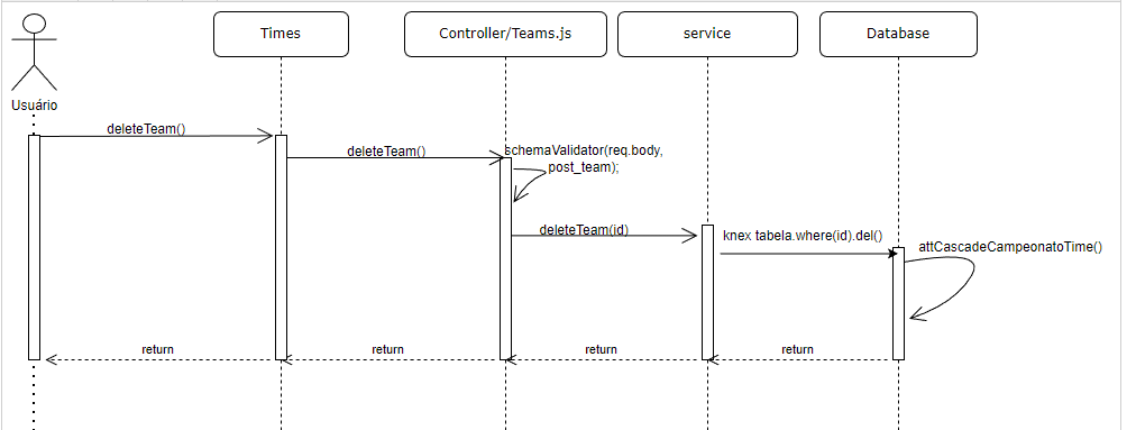 Times
Controller/Teams.js
service
Database
Usuário
deleteTeam()
deleteTeam()
schemaValidator(req.body,
post_team);
deleteTeam(id)
knex tabela.where(id).del()
attCascadeCampeonatoTime()
return
return
return
return